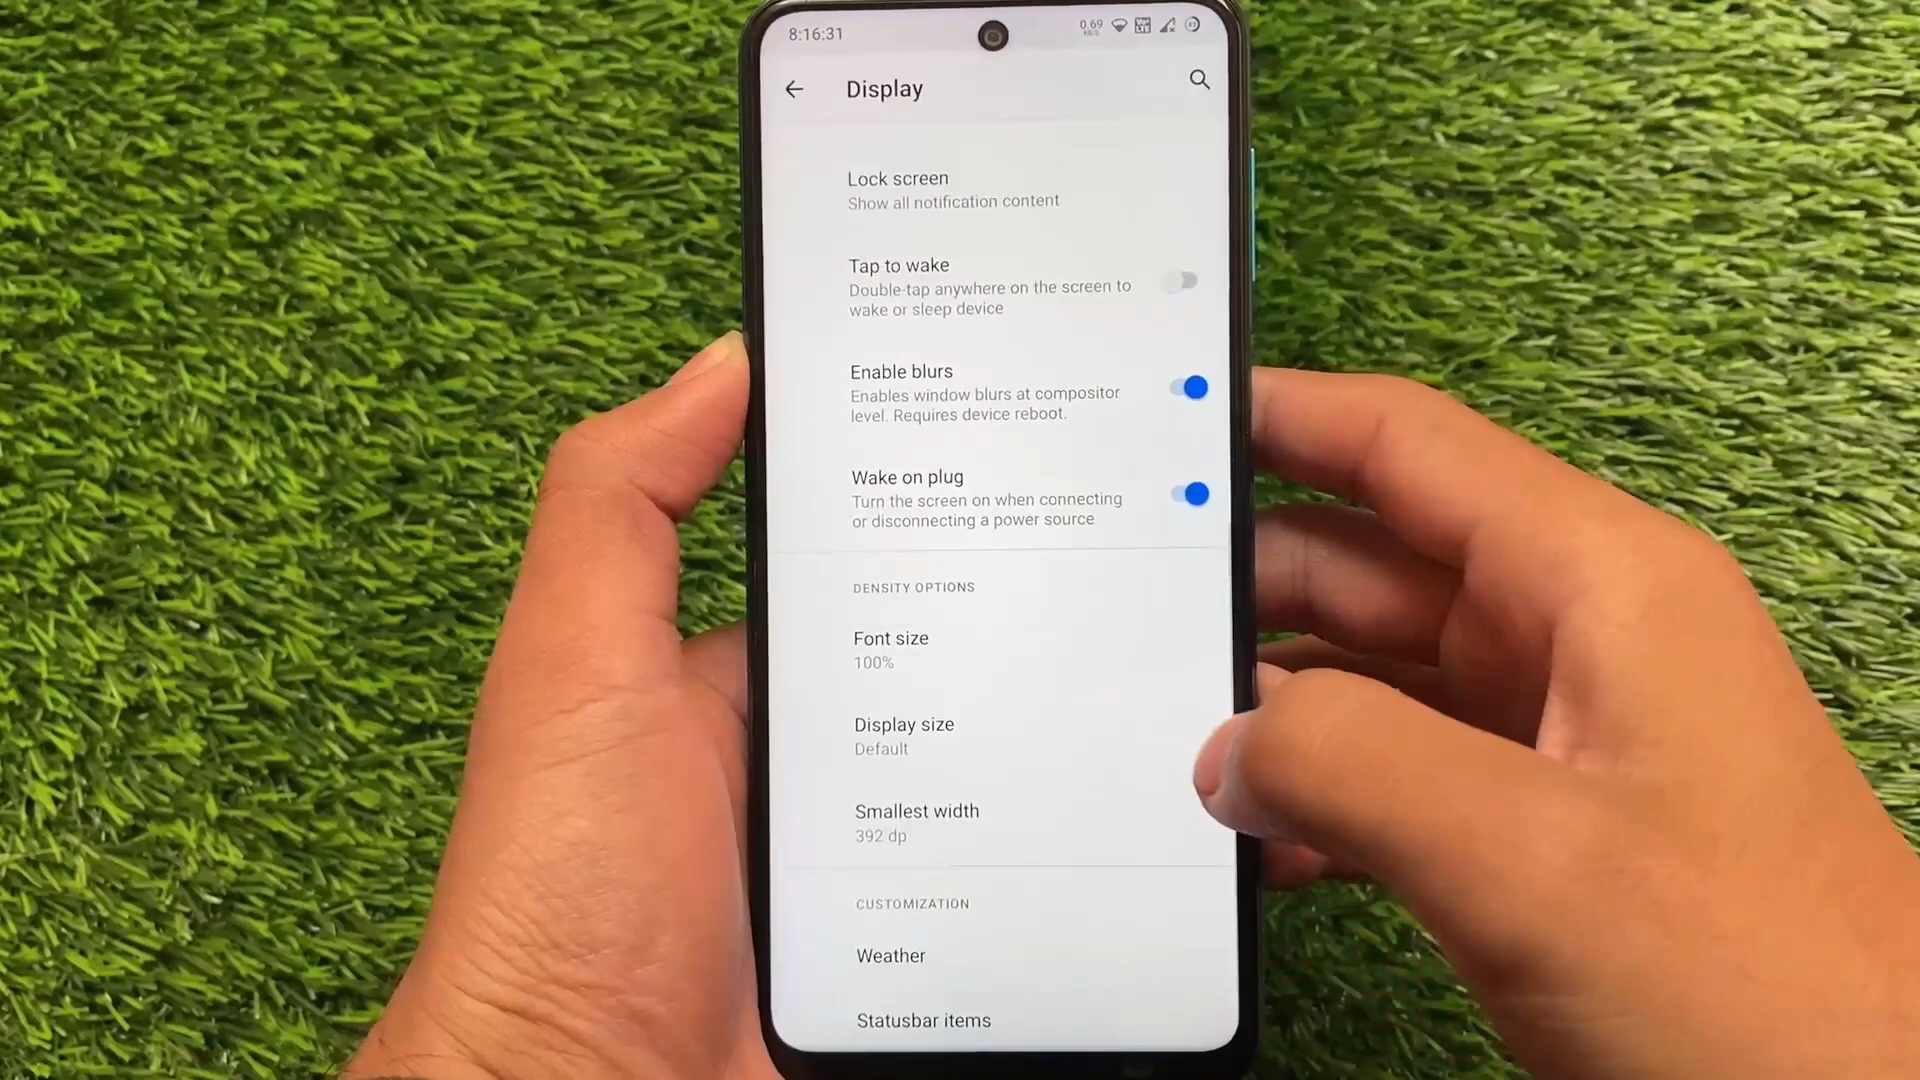 8:16:31
0.69
KB/S
Display
Lock screen
Show all notification content
Tap to wake
Double-tap anywhere on the screen to
wake or sleep device
Enable blurs
Enables window blurs at compositor
level. Requires device reboot.
Wake on plug
Turn the screen on when connecting
or disconnecting a power source
DENSITY OPTIONS
Font size
100%
Display size
Default
Smallest width
392 dp
CUSTOMIZATION
Weather
Statusbar items